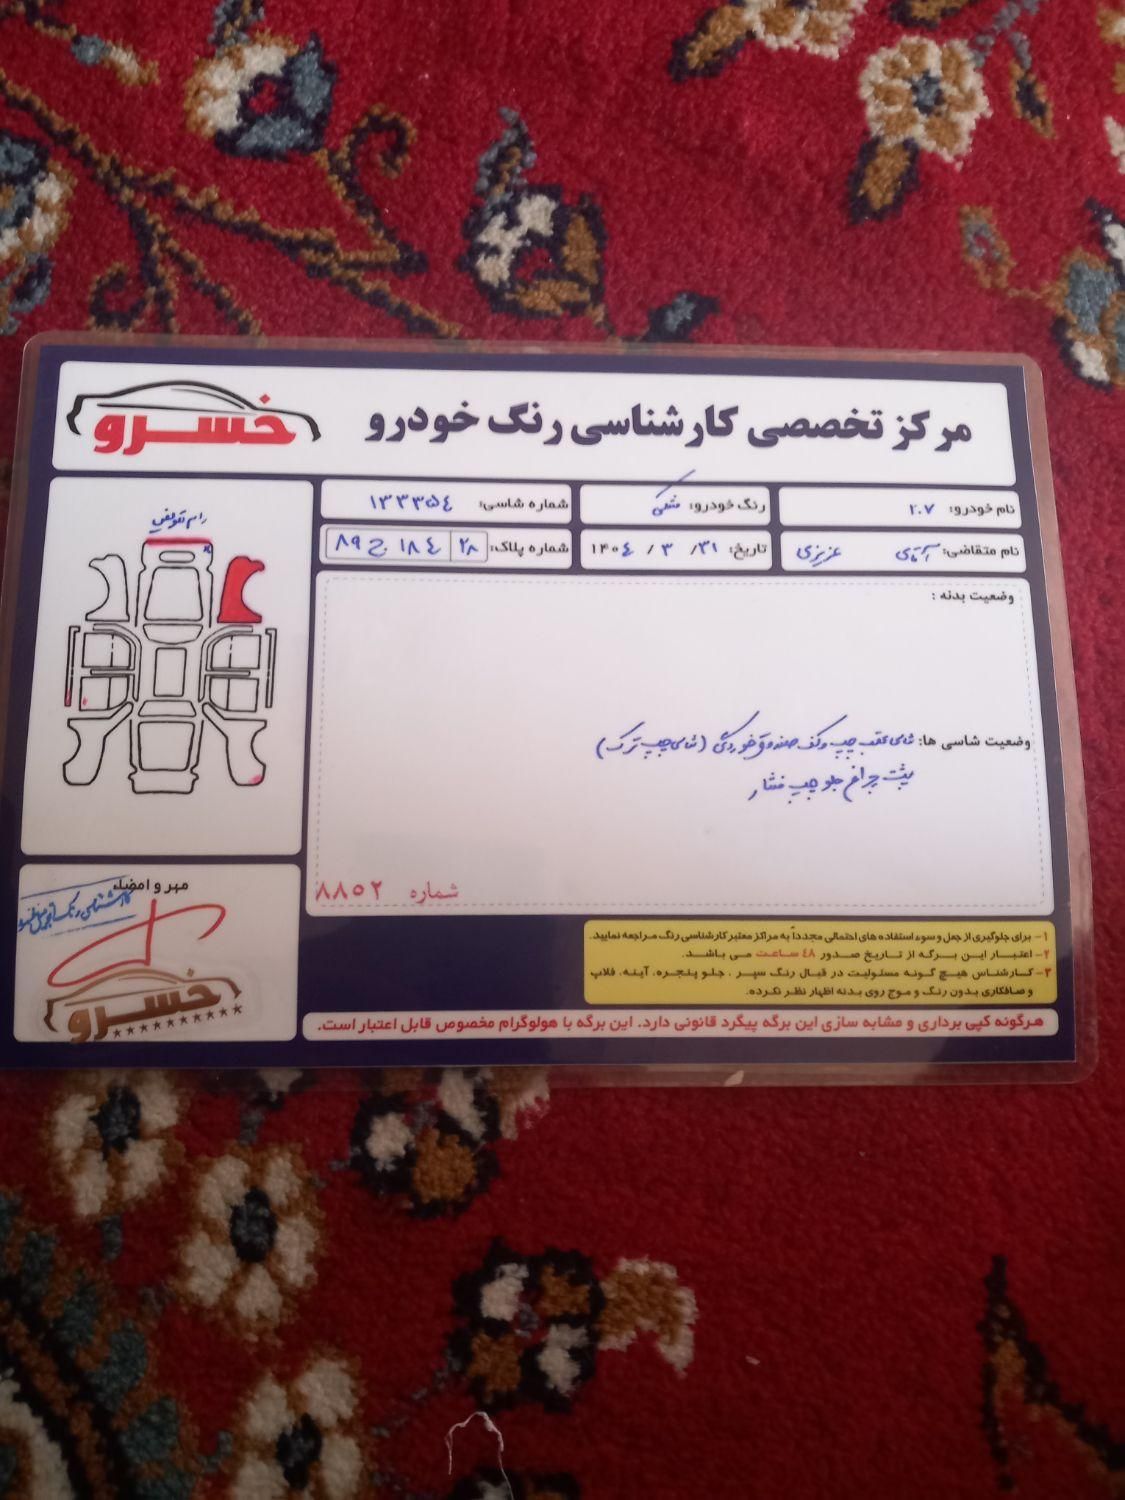 مرکز تخصصی کارشناسی رنگ خودرو
خسرو
نام خودرو: ۲۰۷
رنگ خودرو: مشکی
شماره شاسی: ۱۳۳۳۵۴
نام متقاضی: آقای عزیزی
تاریخ: ۳۱ / ۳ / ۱۴۰۴
شماره پلاک: ۲۸ ۱۸۴ ج ۸۹
رام تعویض
وضعیت بدنه :
وضعیت شاسی ها: شاسی عقب چپ و کف صندوق خوردگی (شاسی چپ ترک)
پشت چراغ جلو چپ فشار
شماره ۸۸۵۲
مهر و امضاء
خسرو
۱- برای جلوگیری از جعل و سوء استفاده های احتمالی مجدداً به مراکز معتبر کارشناسی رنگ مراجعه نمایید.
۲- اعتبار این برگه از تاریخ صدور ٤٨ ساعت می باشد.
۳- کارشناس هیچ گونه مسئولیت در قبال رنگ سپر ، جلو پنجره، آینه، فلاپ
و صافکاری بدون رنگ و موج روی بدنه اظهار نظر نکرده.
هرگونه کپی برداری و مشابه سازی این برگه پیگرد قانونی دارد. این برگه با هولوگرام مخصوص قابل اعتبار است.